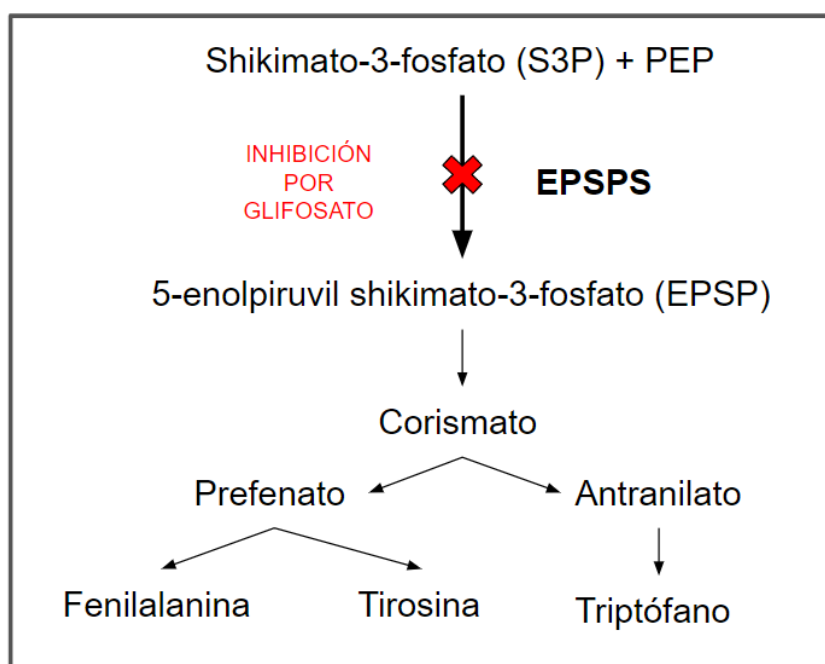 Shikimato-3-fosfato (S3P) + PEP
INHIBICIÓN
POR
GLIFOSATO
EPSPS
5-enolpiruvil shikimato-3-fosfato (EPSP)
Corismato
Prefenato
Antranilato
Fenilalanina
Tirosina
Triptófano